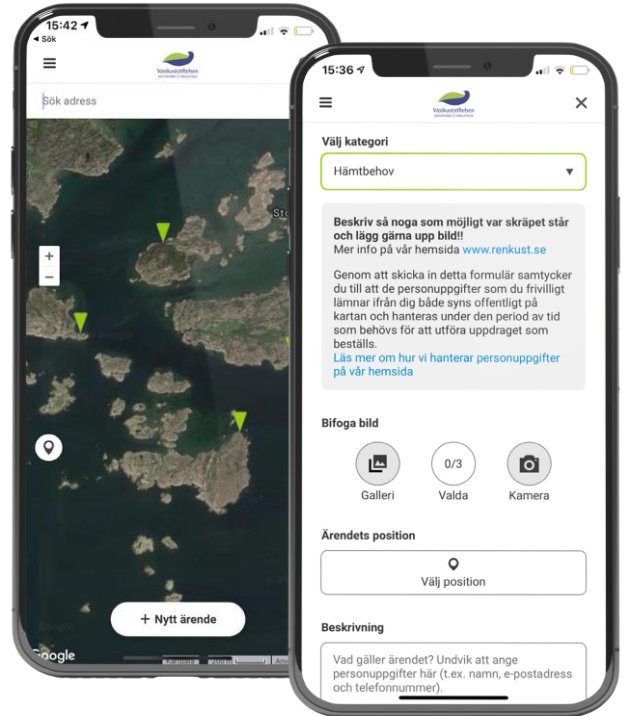 15:42
◀ Sök
Västkuststiftelsen
Sök adress
Sto
+
−
+ Nytt ärende
Google
15:36
Västkuststiftelsen
Välj kategori
Hämtbehov
Beskriv så noga som möjligt var skräpet står
och lägg gärna upp bild!!
Mer info på vår hemsida www.renkust.se
Genom att skicka in detta formulär samtycker
du till att de personuppgifter som du frivilligt
lämnar ifrån dig både syns offentligt på
kartan och hanteras under den period av tid
som behövs för att utföra uppdraget som
beställs.
Läs mer om hur vi hanterar personuppgifter
på vår hemsida
Bifoga bild
0/3
Galleri Valda Kamera
Ärendets position
Välj position
Beskrivning
Vad gäller ärendet? Undvik att ange
personuppgifter här (t.ex. namn, e-postadress
och telefonnummer).